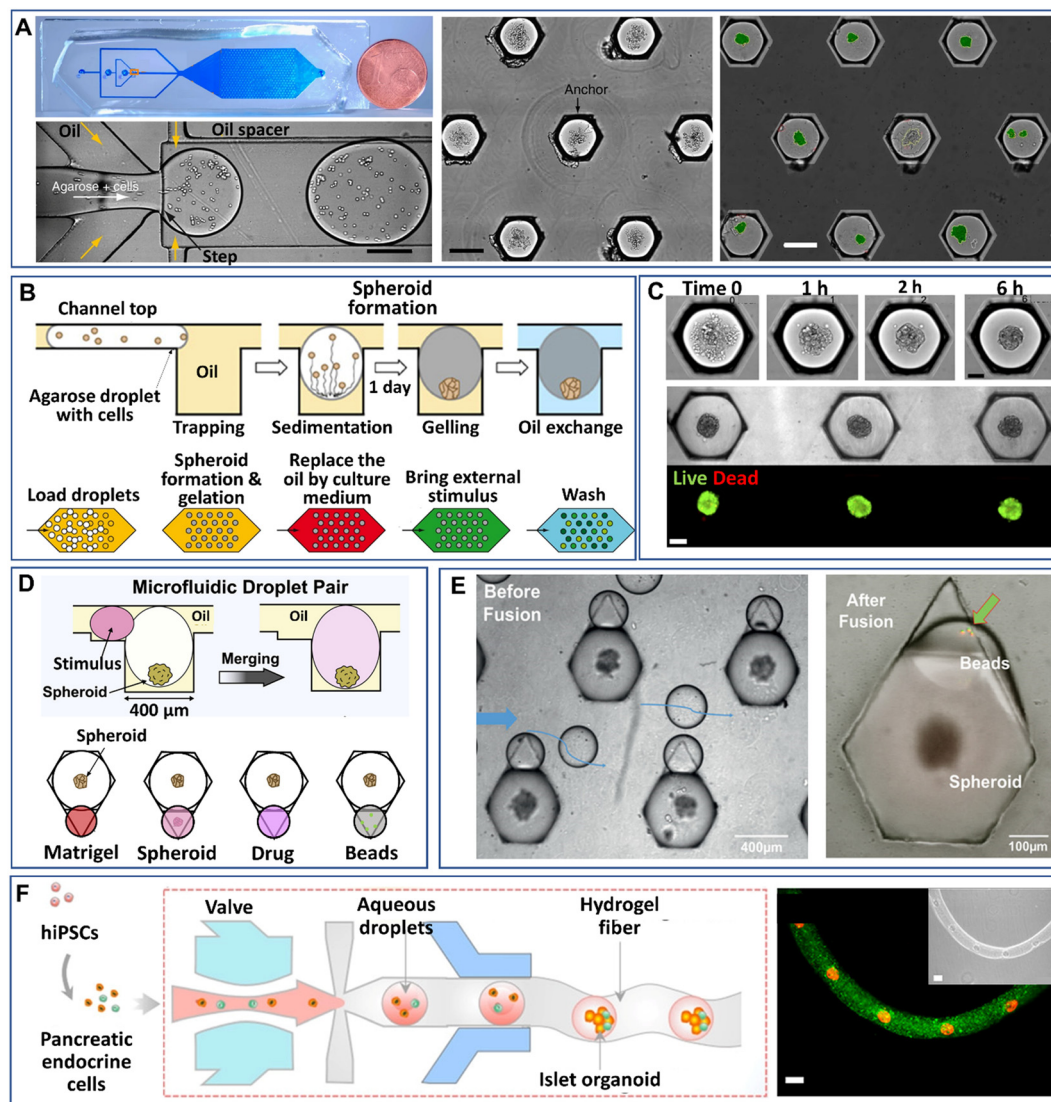 A
Oil
Oil spacer
Agarose + cells
Step
Anchor
B
Channel top
Spheroid
formation
Oil
1 day
Agarose droplet
with cells
Trapping
Sedimentation
Gelling
Oil exchange
Load droplets
Spheroid
formation &
gelation
Replace the
oil by culture
medium
Bring external
stimulus
Wash
C
Time 0
1 h
2 h
6 h
0
1
2
6
Live Dead
D
Microfluidic Droplet Pair
Oil
Stimulus
Merging
Spheroid
400 µm
Spheroid
Matrigel
Spheroid
Drug
Beads
E
Before
Fusion
400µm
After
Fusion
Beads
Spheroid
100µm
F
hiPSCs
Pancreatic
endocrine
cells
Valve
Aqueous
droplets
Hydrogel
fiber
Islet organoid